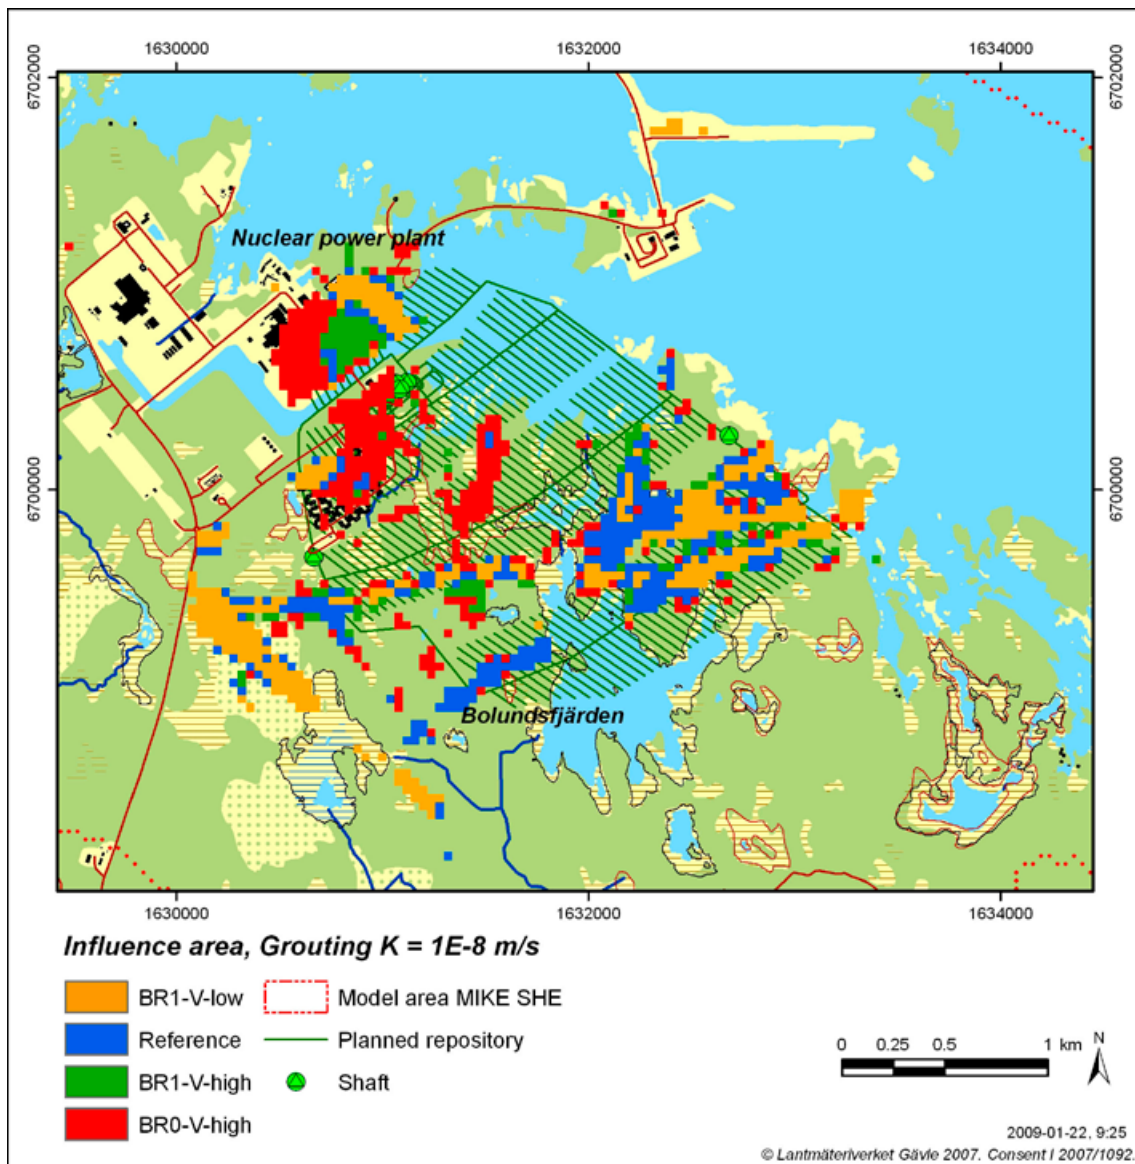 1630000 1632000 1634000
6702000 6702000
Nuclear power plant
6700000 6700000
Bolundsfjärden
1630000 1632000 1634000
Influence area, Grouting K = 1E-8 m/s
BR1-V-low Model area MIKE SHE
Reference Planned repository
BR1-V-high Shaft
BR0-V-high
0 0.25 0.5 1 km
N
2009-01-22, 9:25
© Lantmäteriverket Gävle 2007. Consent I 2007/1092.